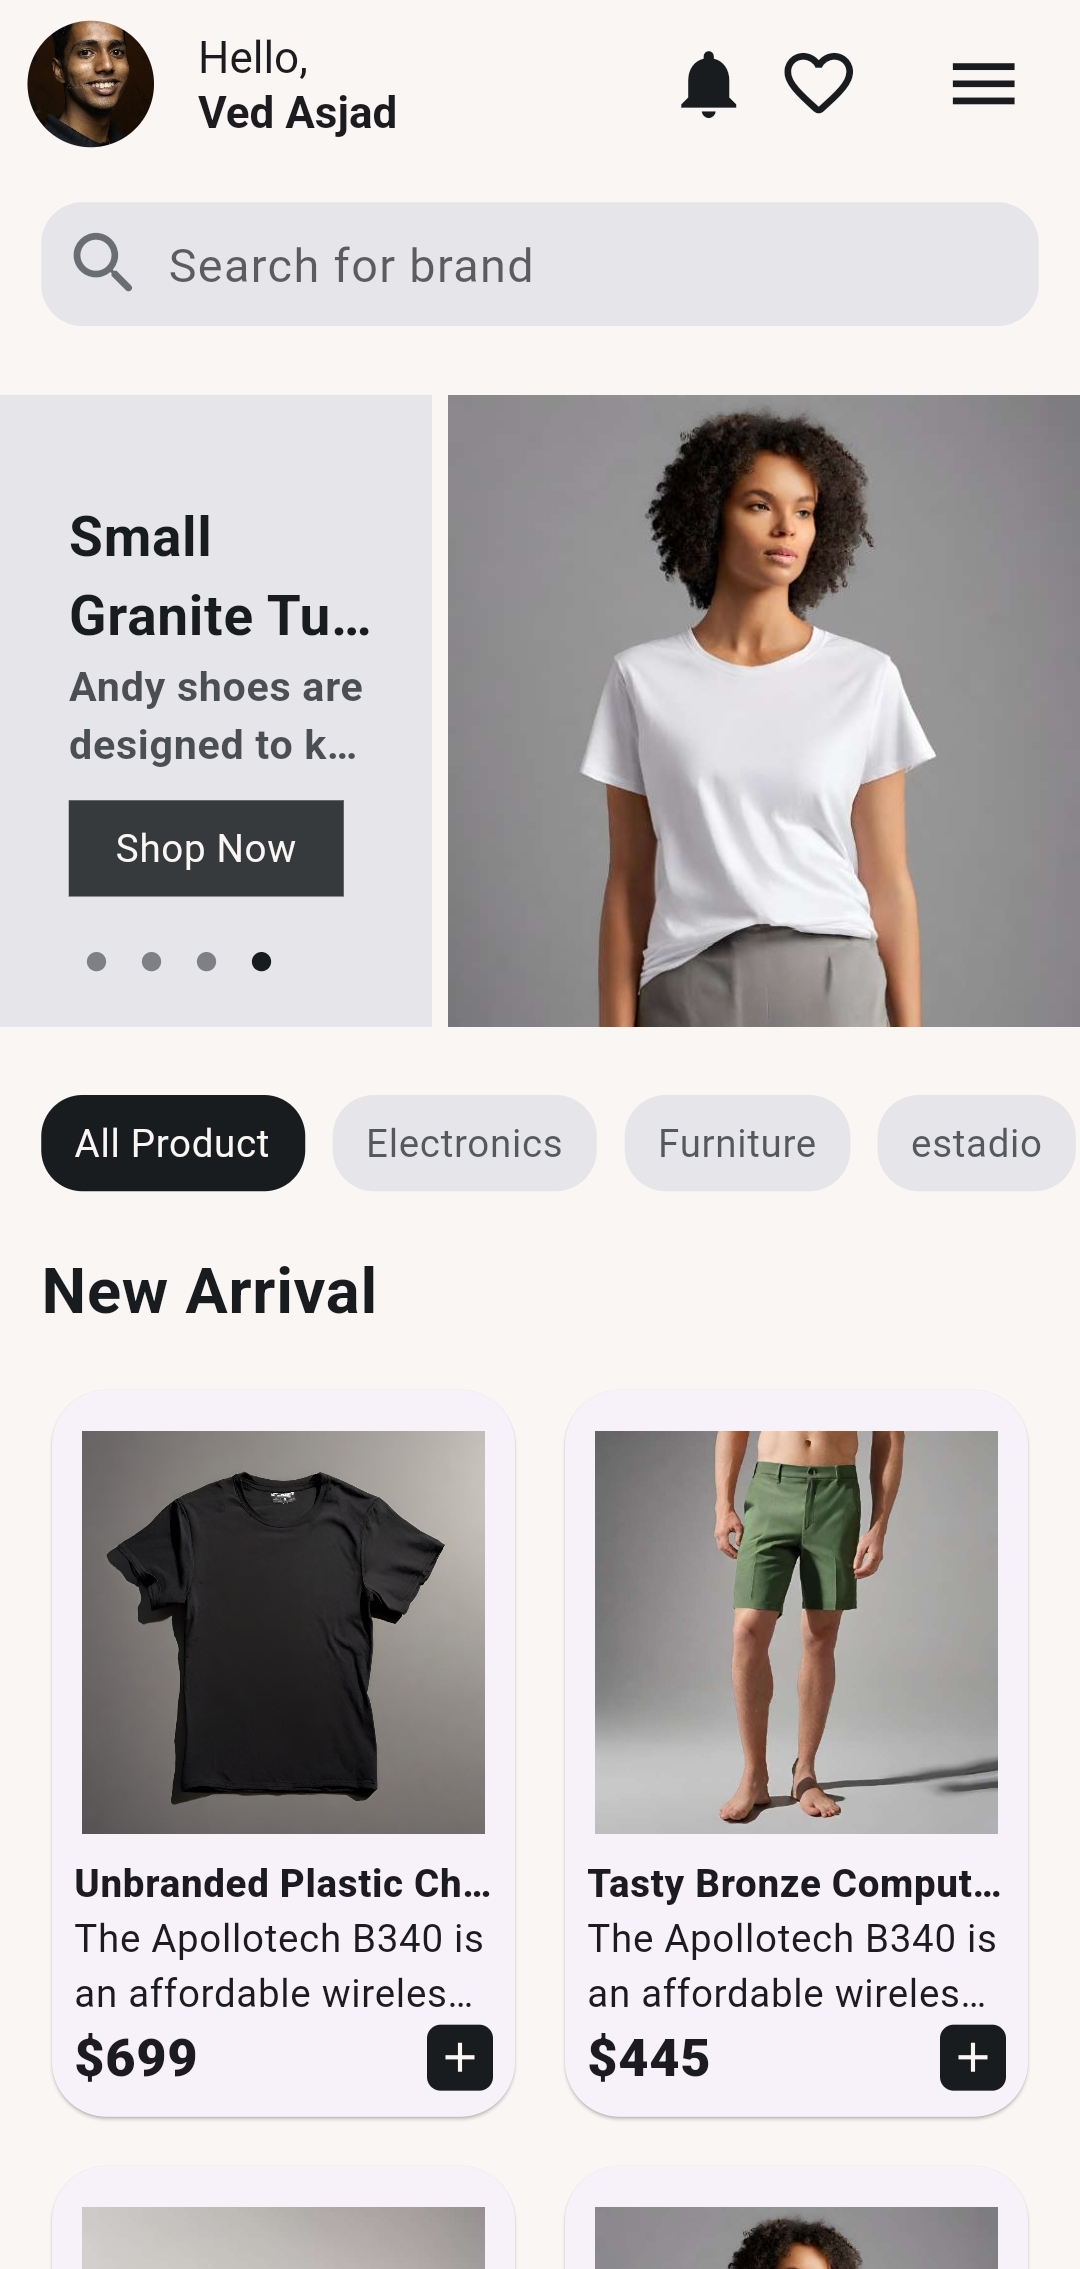 Hello,
Ved Asjad
Search for brand
Small
Granite Tu...
Andy shoes are
designed to k...
Shop Now
All Product
Electronics
Furniture
estadio
New Arrival
Unbranded Plastic Ch...
The Apollotech B340 is
an affordable wireles...
$699
Tasty Bronze Comput...
The Apollotech B340 is
an affordable wireles...
$445